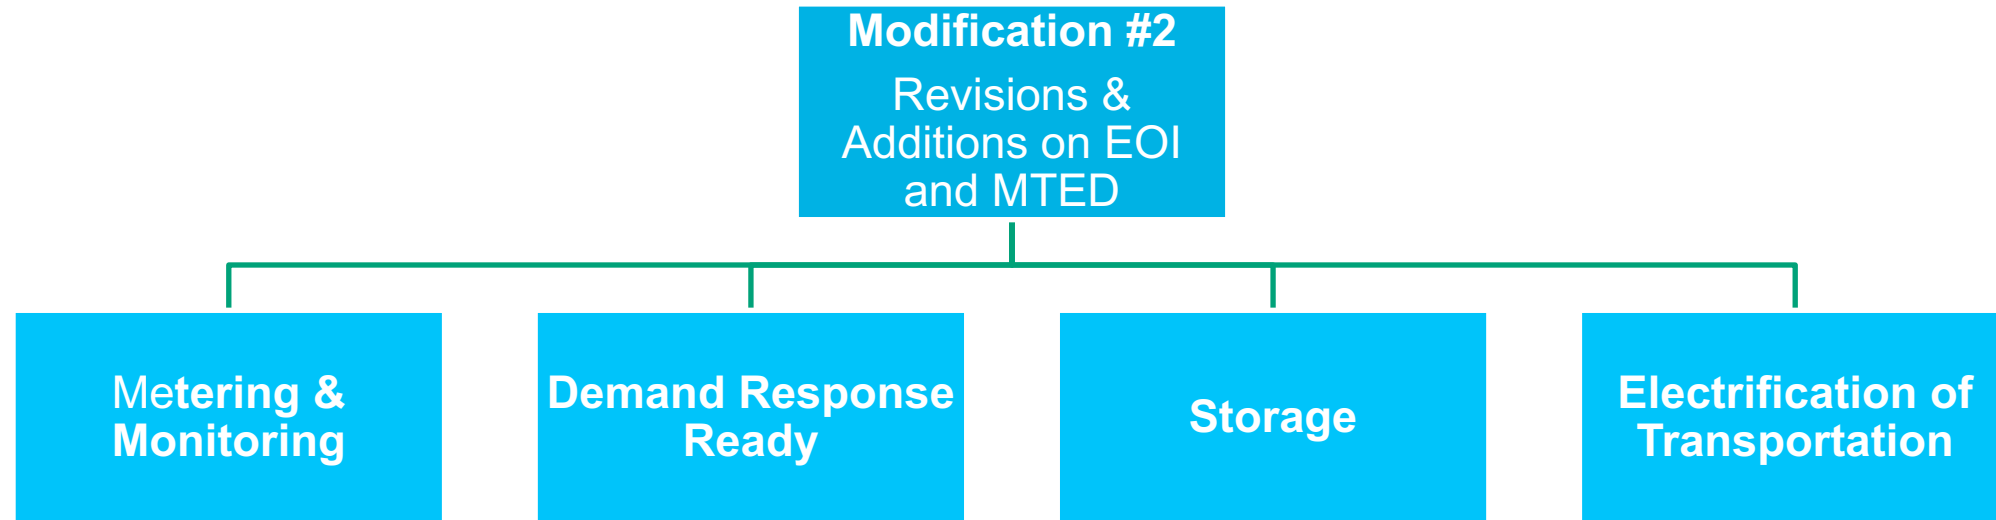 Modification #2
Revisions &
Additions on EOI
and MTED
Metering &
Monitoring
Demand Response
Ready
Storage
Electrification of
Transportation